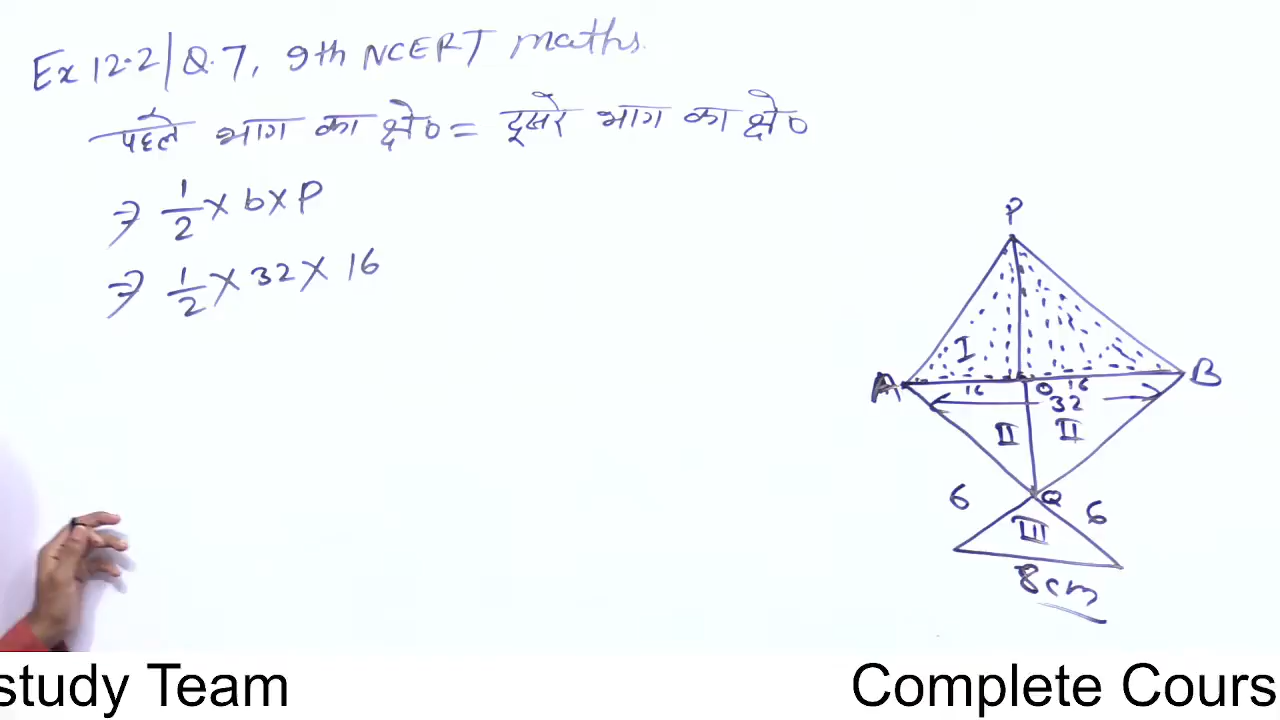 Ex 12.2 | Q.7, 9th NCERT maths.
पहले भाग का क्षे० = दूसरे भाग का क्षे०
⇒ 1/2 × b × P
⇒ 1/2 × 32 × 16
P
I
A
B
16 O 16
32
II II
Q
6 6
III
8cm
study Team
Complete Cours